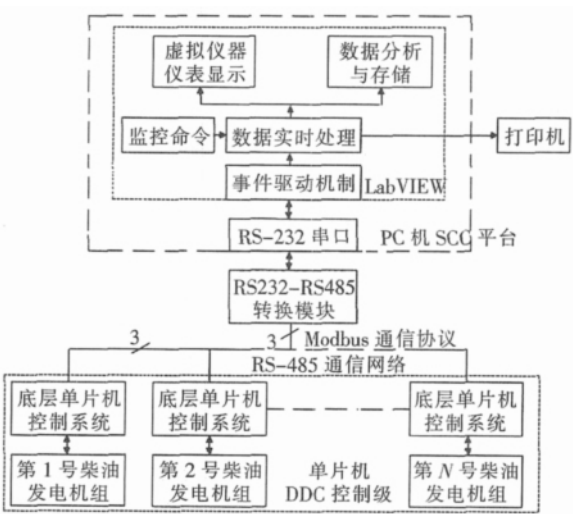 虚拟仪器
仪表显示
数据分析
与存储
监控命令
数据实时处理
打印机
事件驱动机制
LabVIEW
RS-232 串口
PC 机 SCC 平台
RS232-RS485
转换模块
3
3
Modbus 通信协议
RS-485 通信网络
底层单片机
控制系统
底层单片机
控制系统
底层单片机
控制系统
第 1 号柴油
发电机组
第 2 号柴油
发电机组
单片机
DDC 控制级
第 N 号柴油
发电机组